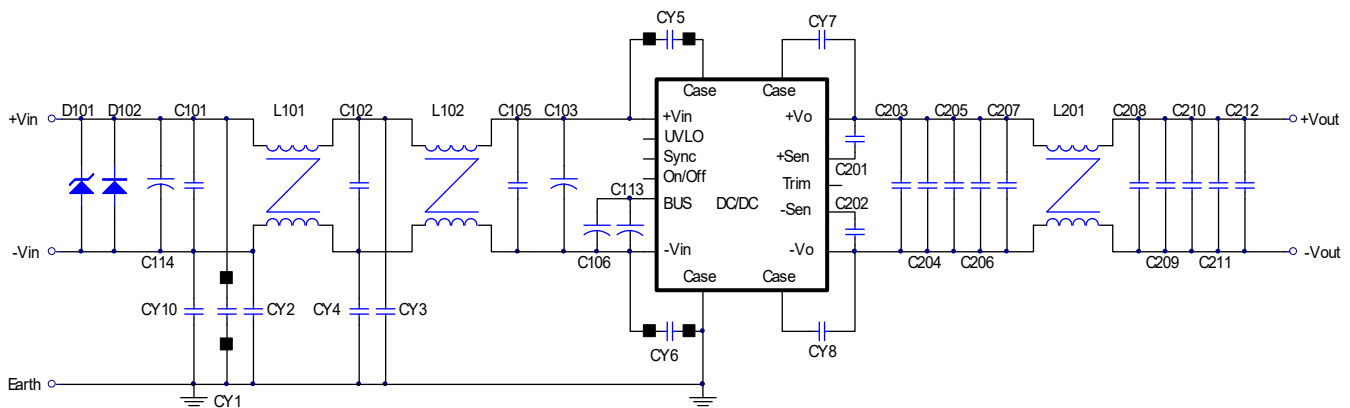 CY5
CY7
Case
Case
D101
D102
C101
L101
C102
L102
C105
C103
C203
C205
C207
L201
C208
C210
C212
+Vin
+Vin
+Vo
+Vout
UVLO
Sync
+Sen
C201
On/Off
Trim
C113
BUS
DC/DC
-Sen
C202
-Vin
-Vin
-Vo
-Vout
C114
C106
C204
C206
C209
C211
Case
Case
CY10
CY2
CY4
CY3
CY6
CY8
Earth
CY1